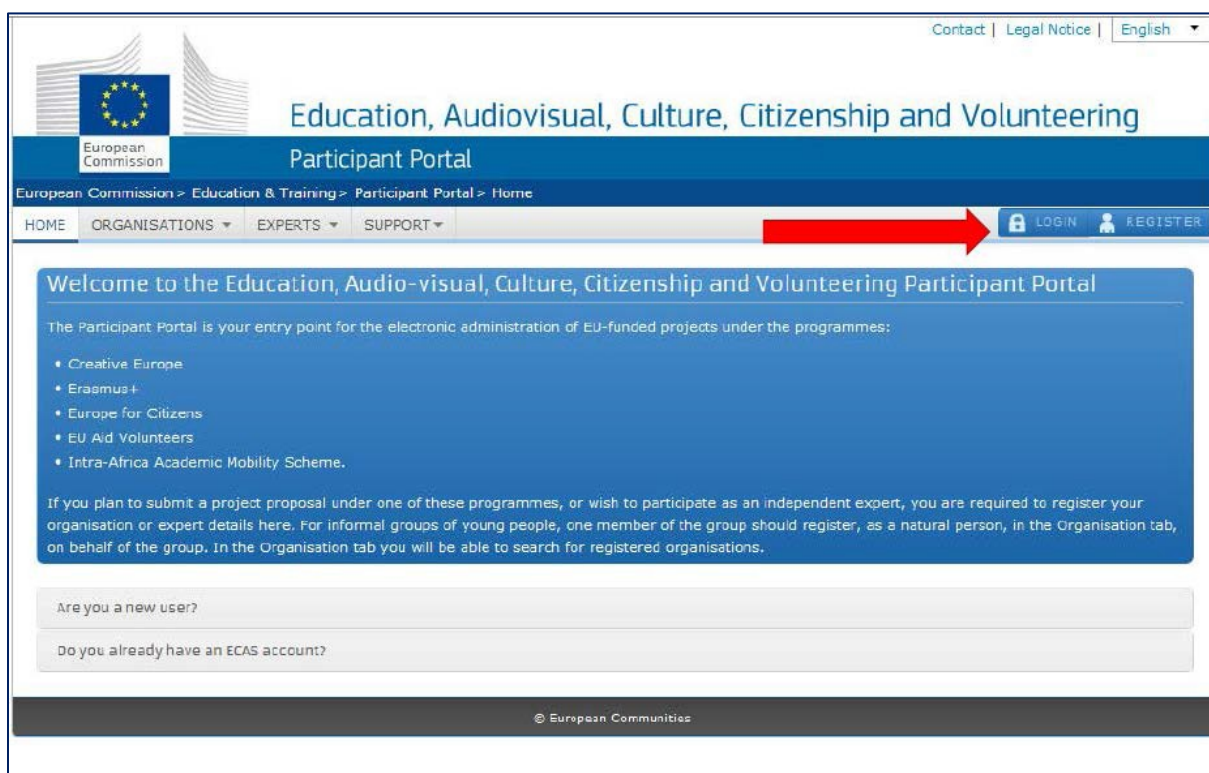 Contact | Legal Notice | English
Education, Audiovisual, Culture, Citizenship and Volunteering
European
Commission
Participant Portal
European Commission > Education & Training > Participant Portal > Home
HOME ORGANISATIONS EXPERTS SUPPORT LOGIN REGISTER
Welcome to the Education, Audio-visual, Culture, Citizenship and Volunteering Participant Portal
The Participant Portal is your entry point for the electronic administration of EU-funded projects under the programmes:
• Creative Europe
• Erasmus+
• Europe for Citizens
• EU Aid Volunteers
• Intra-Africa Academic Mobility Scheme.
If you plan to submit a project proposal under one of these programmes, or wish to participate as an independent expert, you are required to register your
organisation or expert details here. For informal groups of young people, one member of the group should register, as a natural person, in the Organisation tab,
on behalf of the group. In the Organisation tab you will be able to search for registered organisations.
Are you a new user?
Do you already have an ECAS account?
© European Communities